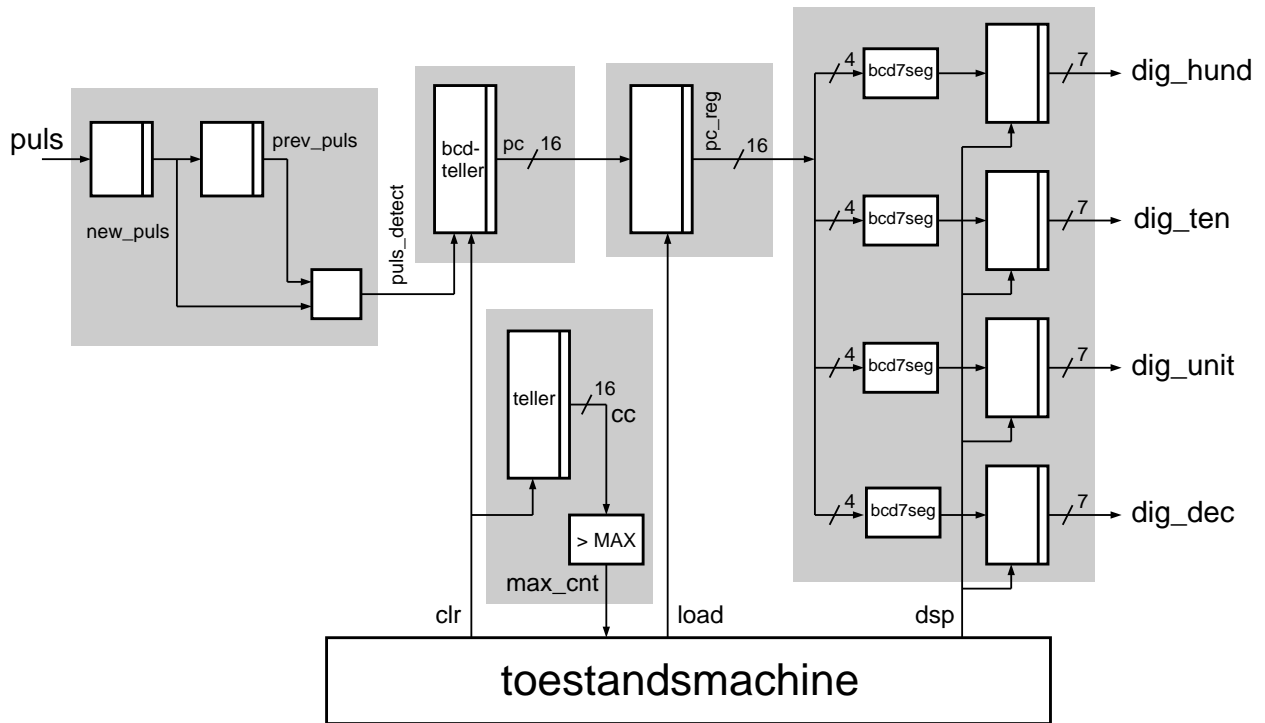 puls
new_puls
prev_puls
puls_detect
bcd-
teller
pc
16
pc_reg
16
4
bcd7seg
7
dig_hund
4
bcd7seg
7
dig_ten
4
bcd7seg
7
dig_unit
4
bcd7seg
7
dig_dec
teller
16
cc
> MAX
max_cnt
clr
load
dsp
toestandsmachine